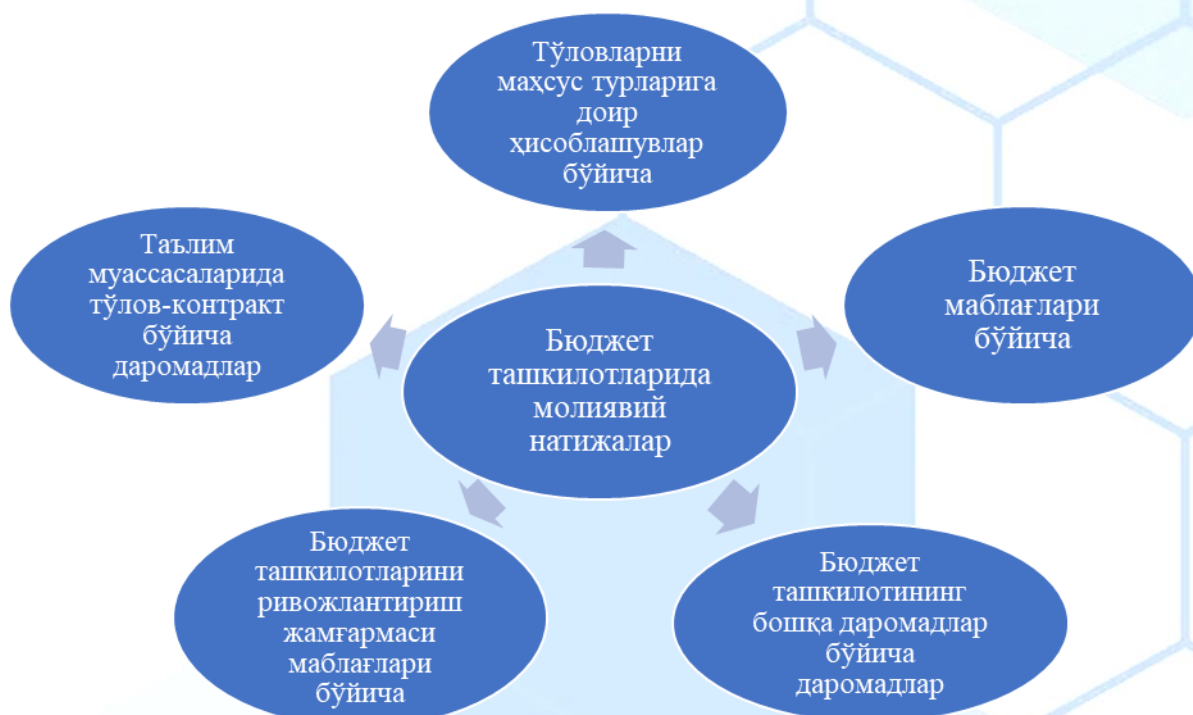 Тўловларни
махсус турларига
доир
ҳисоблашувлар
бўйича
Таълим
муассасаларида
тўлов-контракт
бўйича
даромадлар
Бюджет
маблағлари
бўйича
Бюджет
ташкилотларида
молиявий
натижалар
Бюджет
ташкилотларини
ривожлантириш
жамғармаси
маблағлари
бўйича
Бюджет
ташкилотининг
бошқа даромадлар
бўйича
даромадлар